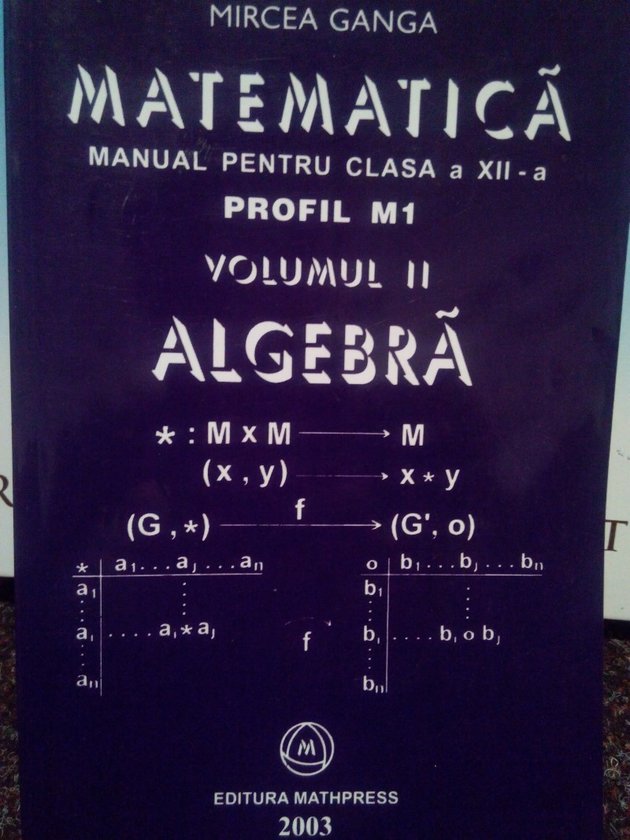 MIRCEA GANGA
MATEMATICĂ
MANUAL PENTRU CLASA a XII-a
PROFIL M1
VOLUMUL II
ALGEBRĂ
* : M x M → M
(x , y) → x * y
f
(G , *) → (G', o)
* a₁...aⱼ...aₙ
a₁
aᵢ ....aᵢ*aⱼ
aₙ
f
o b₁...bⱼ...bₙ
b₁
bᵢ ....bᵢ o bⱼ
bₙ
M
EDITURA MATHPRESS
2003
R
T